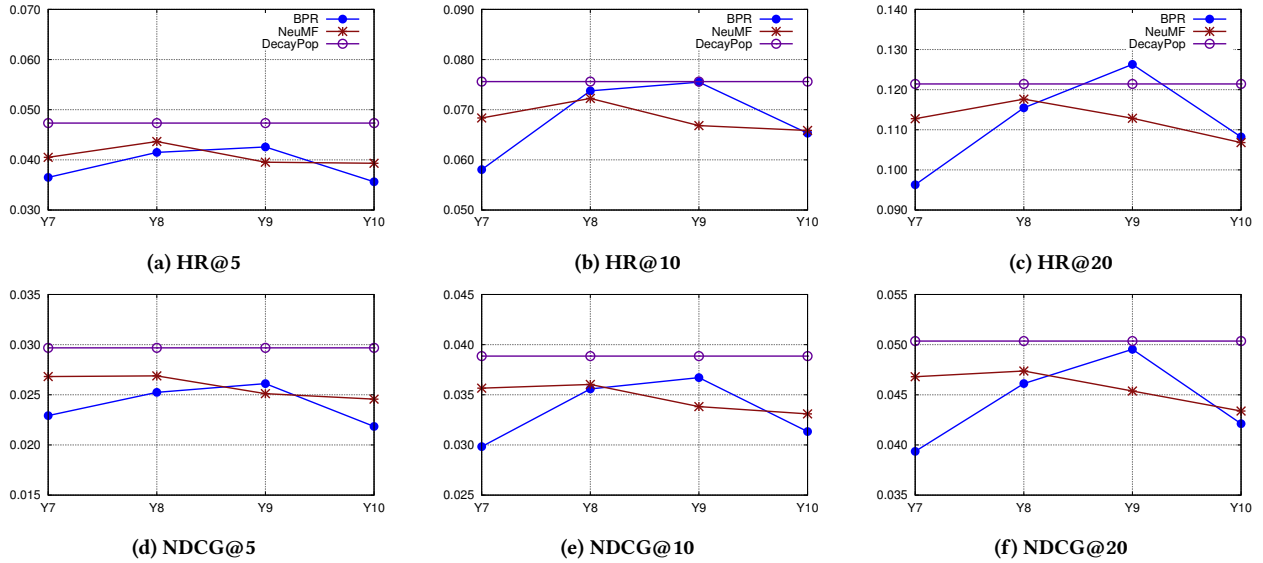 0.070
0.060
0.050
0.040
0.030
Y7 Y8 Y9 Y10
BPR
NeuMF
DecayPop
(a) HR@5
0.090
0.080
0.070
0.060
0.050
Y7 Y8 Y9 Y10
BPR
NeuMF
DecayPop
(b) HR@10
0.140
0.130
0.120
0.110
0.100
0.090
Y7 Y8 Y9 Y10
BPR
NeuMF
DecayPop
(c) HR@20
0.035
0.030
0.025
0.020
0.015
Y7 Y8 Y9 Y10
(d) NDCG@5
0.045
0.040
0.035
0.030
0.025
Y7 Y8 Y9 Y10
(e) NDCG@10
0.055
0.050
0.045
0.040
0.035
Y7 Y8 Y9 Y10
(f) NDCG@20